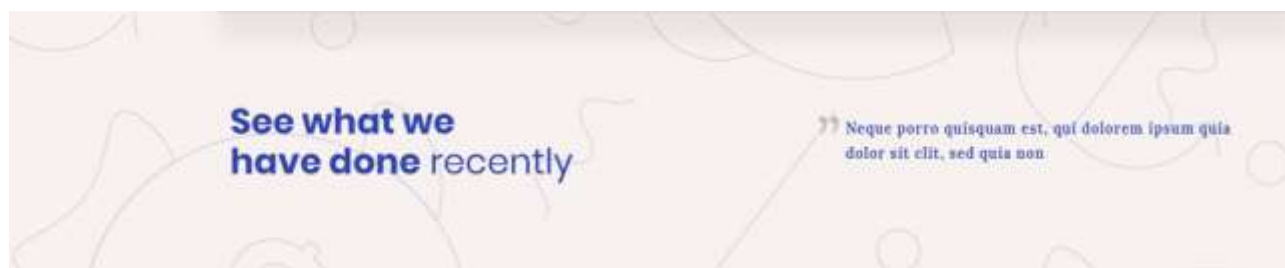 See what we
have done recently
” Neque porro quisquam est, qui dolorem ipsum quia
dolor sit clit, sed quia non